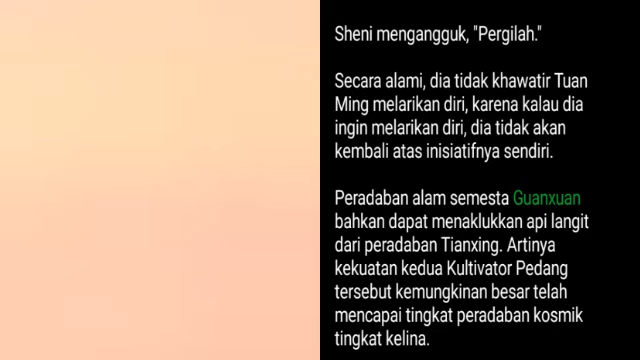 Sheni mengangguk, "Pergilah."
Secara alami, dia tidak khawatir Tuan
Ming melarikan diri, karena kalau dia
ingin melarikan diri, dia tidak akan
kembali atas inisiatifnya sendiri.
Peradaban alam semesta Guanxuan
bahkan dapat menaklukkan api langit
dari peradaban Tianxing. Artinya
kekuatan kedua Kultivator Pedang
tersebut kemungkinan besar telah
mencapai tingkat peradaban kosmik
tingkat kelina.